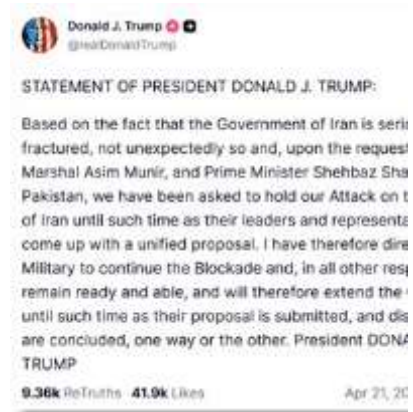 Donald J. Trump
@realDonaldTrump
STATEMENT OF PRESIDENT DONALD J. TRUMP:
Based on the fact that the Government of Iran is seri
fractured, not unexpectedly so and, upon the request
Marshal Asim Munir, and Prime Minister Shehbaz Sha
Pakistan, we have been asked to hold our Attack on t
of Iran until such time as their leaders and representa
come up with a unified proposal. I have therefore dire
Military to continue the Blockade and, in all other resp
remain ready and able, and will therefore extend the
until such time as their proposal is submitted, and dis
are concluded, one way or the other. President DONA
TRUMP
9.36k ReTruths 41.9k Likes Apr 21, 20